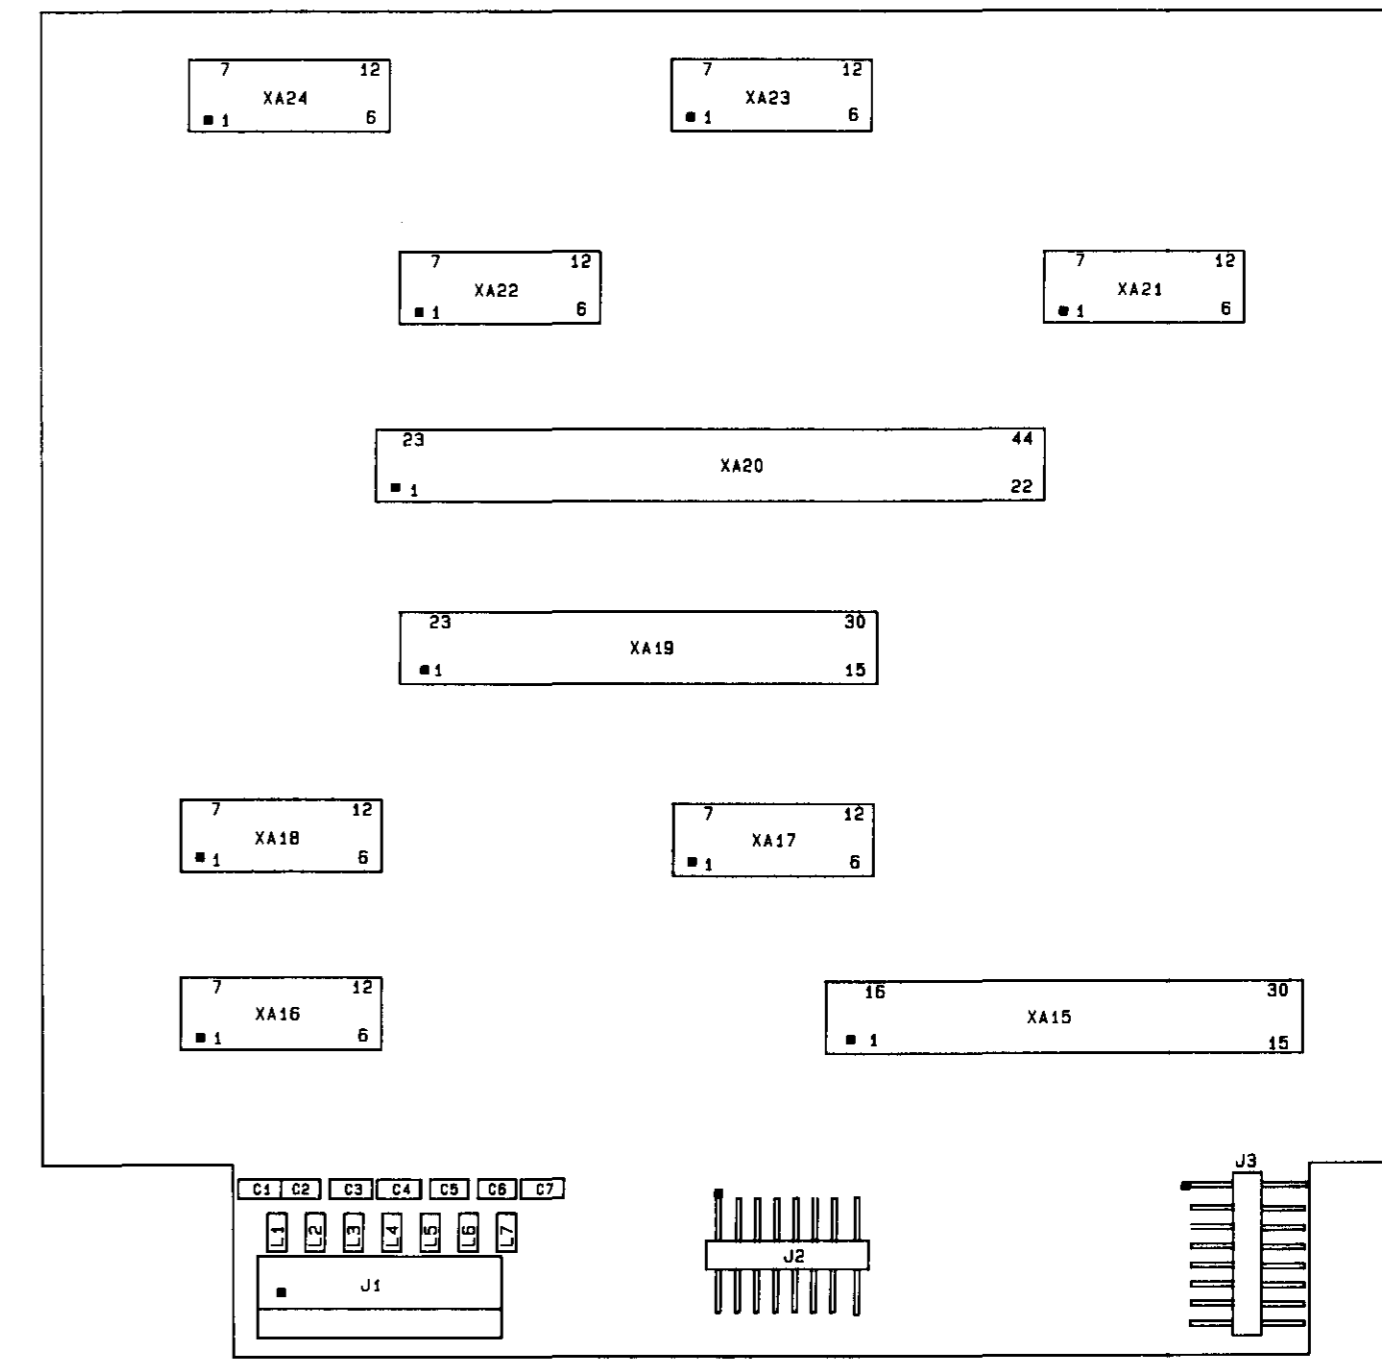 7 12 7 12
XA24 XA23
1 6 1 6
7 12 7 12
XA22 XA21
1 6 1 6
23 44
XA20
1 22
23 30
XA19
1 15
7 12 7 12
XA18 XA17
1 6 1 6
7 12 16 30
XA16 XA15
1 6 1 15
J3
C1 C2 C3 C4 C5 C6 C7
L1 L2 L3 L4 L5 L6 L7
J2
J1